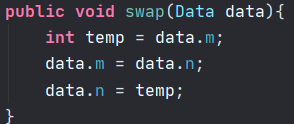 public void swap(Data data){
    int temp = data.m;
    data.m = data.n;
    data.n = temp;
}